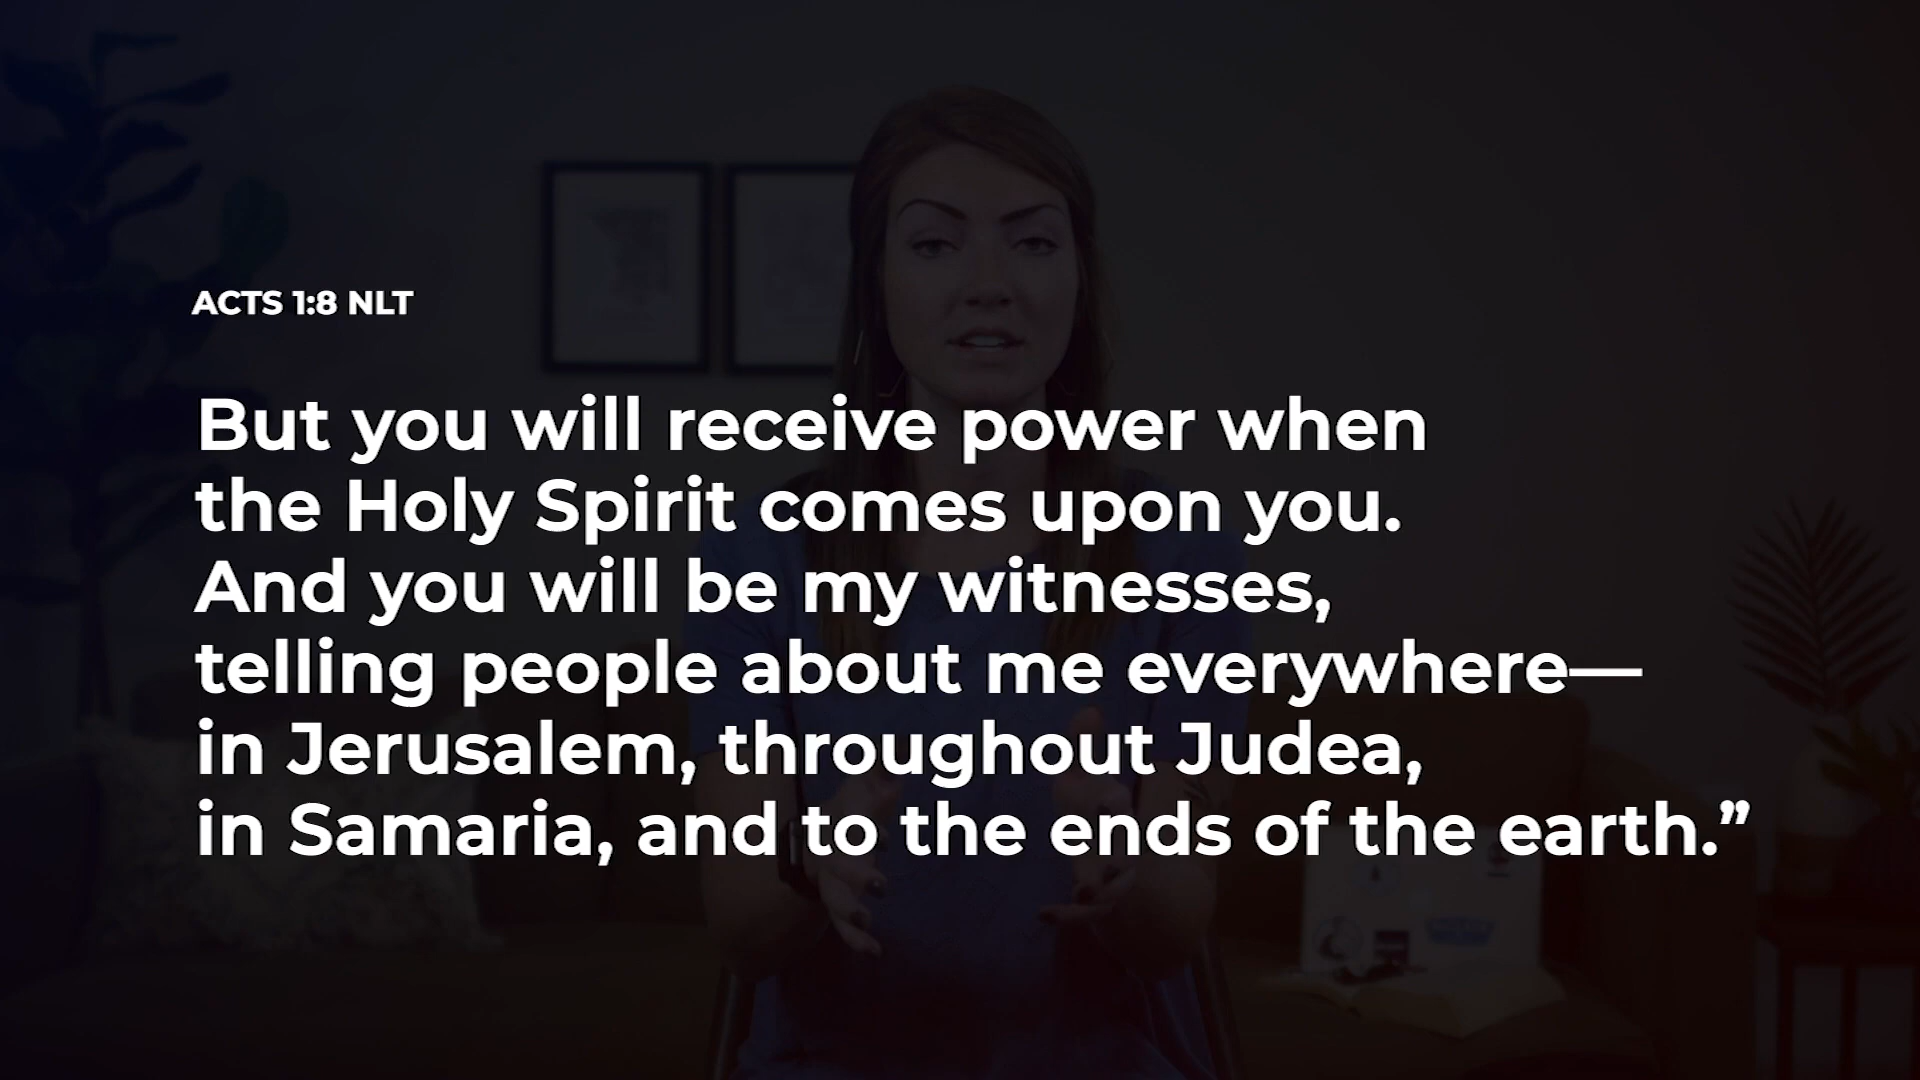 ACTS 1:8 NLT
But you will receive power when
the Holy Spirit comes upon you.
And you will be my witnesses,
telling people about me everywhere—
in Jerusalem, throughout Judea,
in Samaria, and to the ends of the earth.”